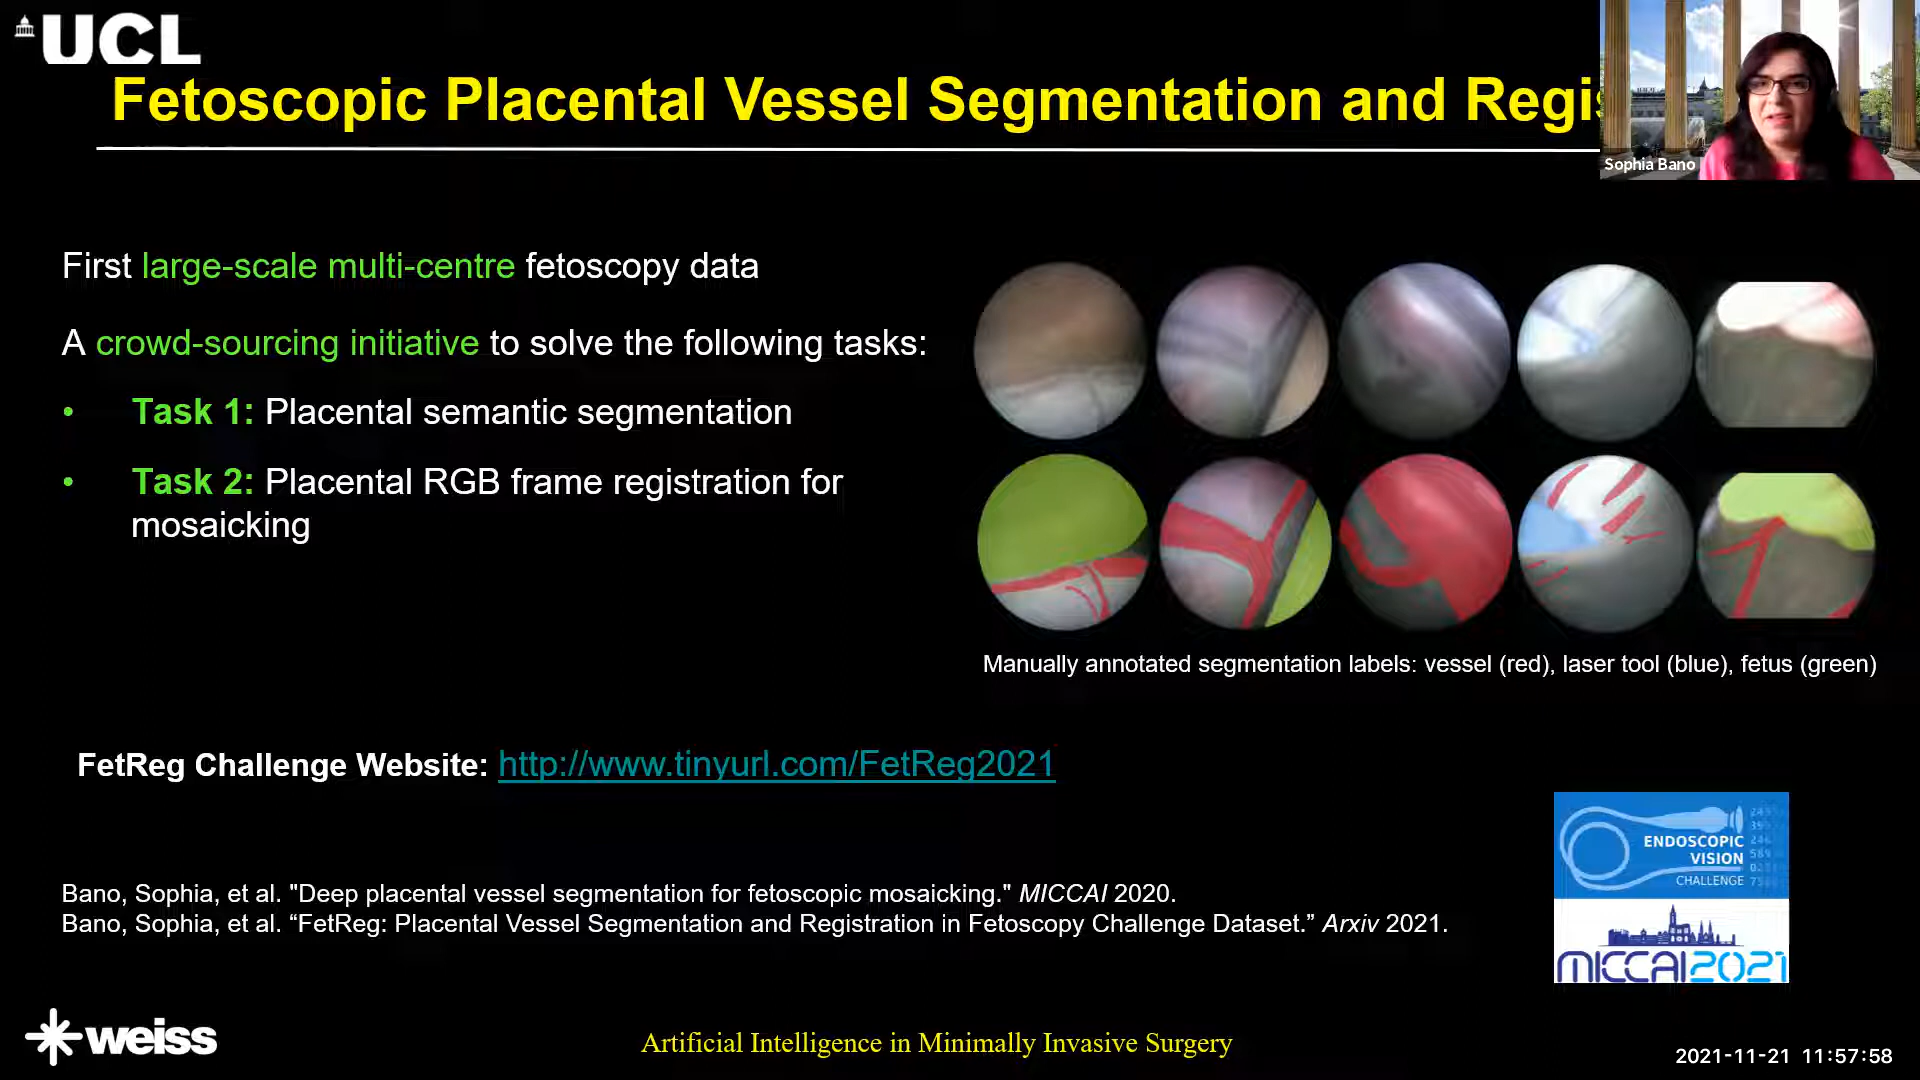 UCL
Fetoscopic Placental Vessel Segmentation and Regis
Sophia Bano
First large-scale multi-centre fetoscopy data
A crowd-sourcing initiative to solve the following tasks:
• Task 1: Placental semantic segmentation
• Task 2: Placental RGB frame registration for
mosaicking
Manually annotated segmentation labels: vessel (red), laser tool (blue), fetus (green)
FetReg Challenge Website: http://www.tinyurl.com/FetReg2021
ENDOSCOPIC
VISION
CHALLENGE
Bano, Sophia, et al. "Deep placental vessel segmentation for fetoscopic mosaicking." MICCAI 2020.
Bano, Sophia, et al. “FetReg: Placental Vessel Segmentation and Registration in Fetoscopy Challenge Dataset.” Arxiv 2021.
MICCAI2021
weiss
Artificial Intelligence in Minimally Invasive Surgery
2021-11-21 11:57:58